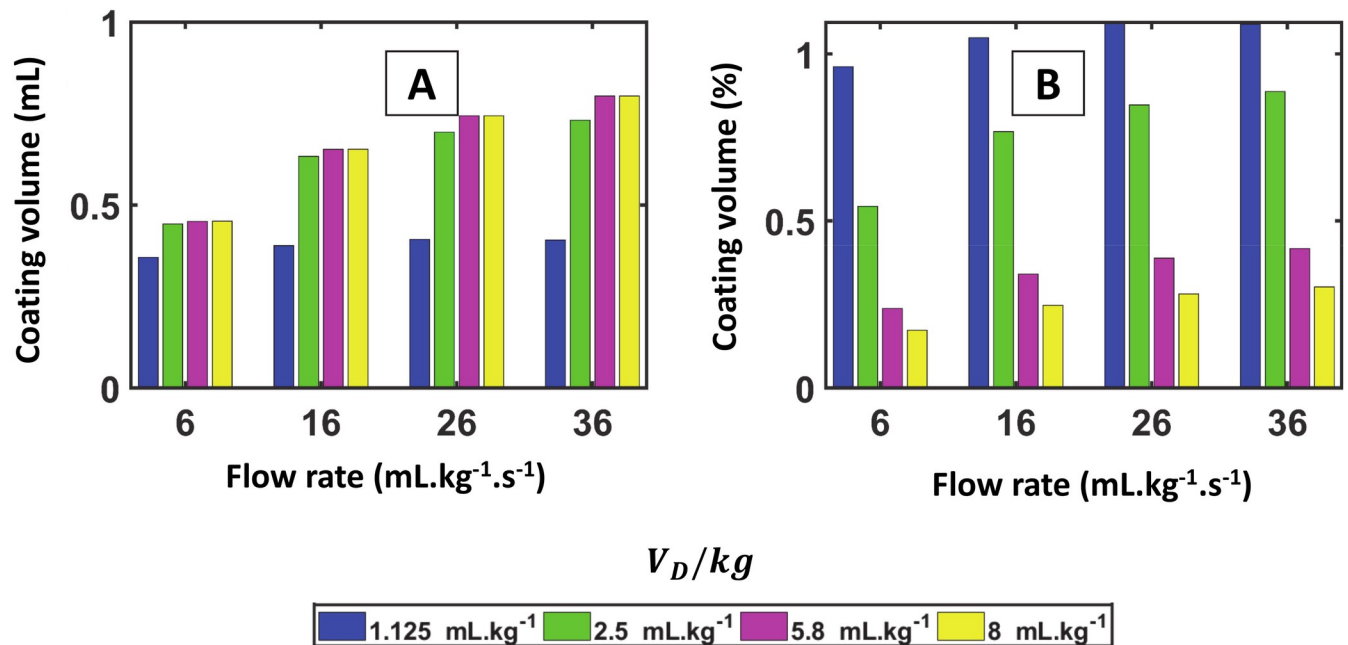 A
Coating volume (mL)
1
0.5
0
6 16 26 36
Flow rate (mL.kg⁻¹.s⁻¹)
B
Coating volume (%)
1
0.5
0
6 16 26 36
Flow rate (mL.kg⁻¹.s⁻¹)
V_D/kg
1.125 mL.kg⁻¹ 2.5 mL.kg⁻¹ 5.8 mL.kg⁻¹ 8 mL.kg⁻¹